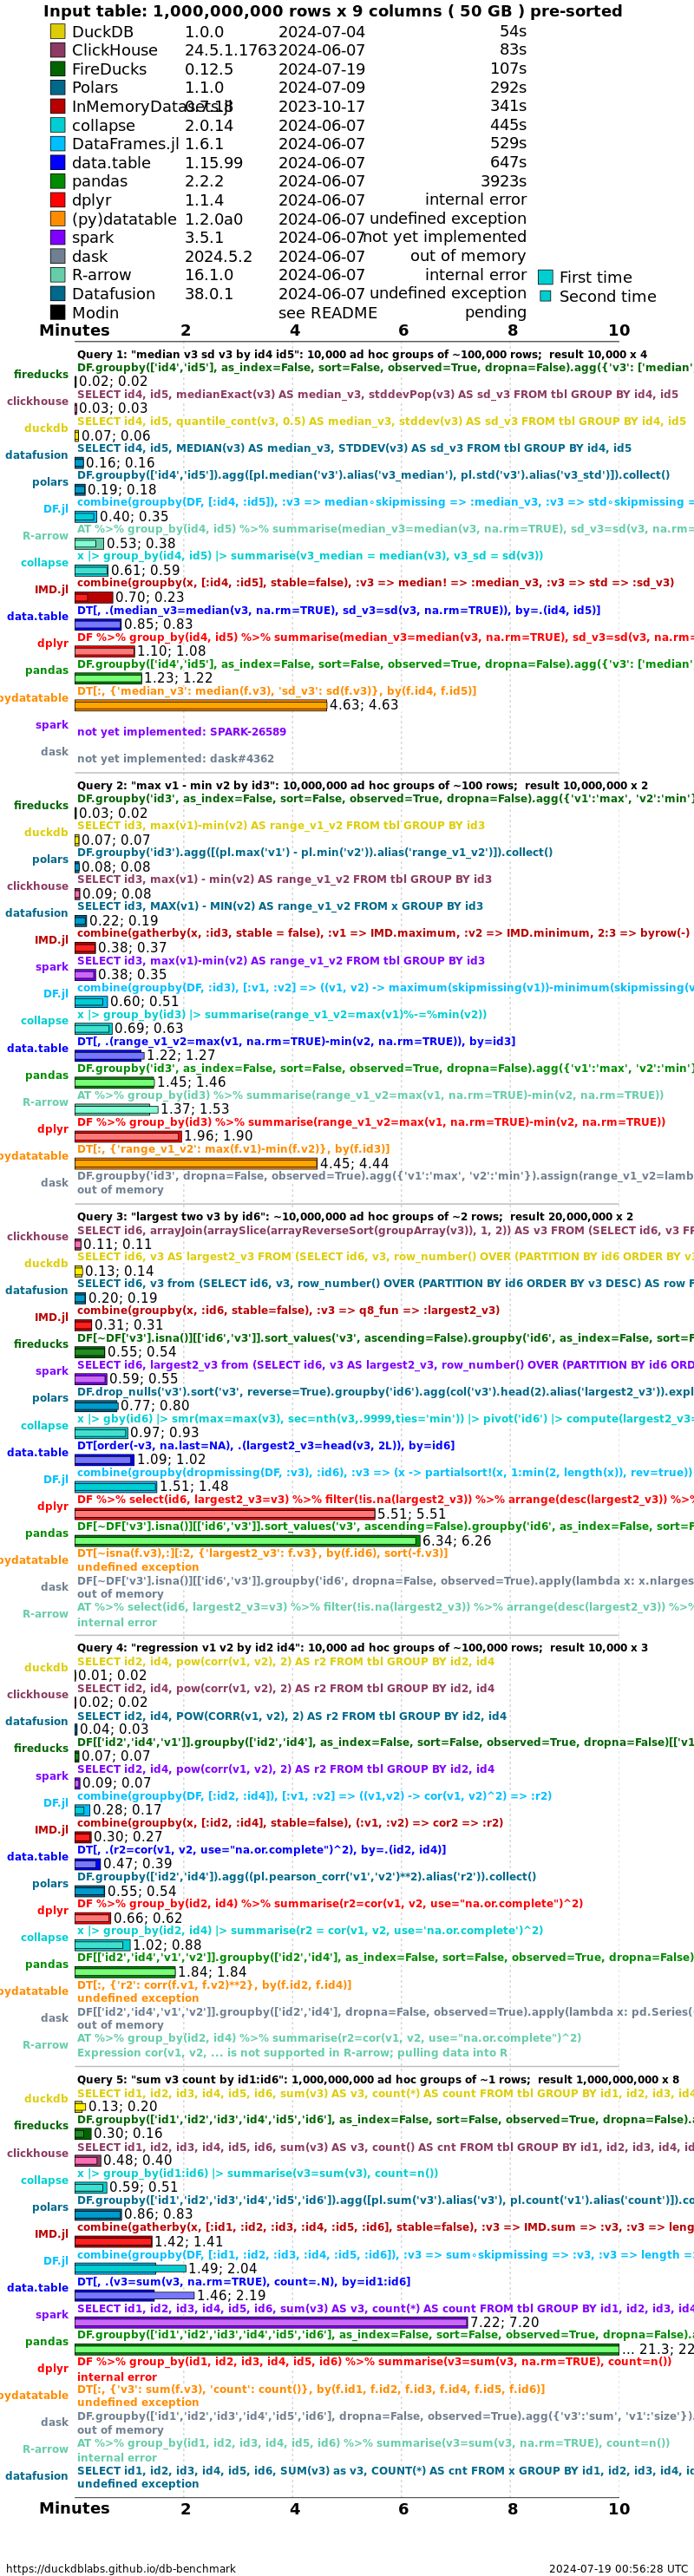 Input table: 1,000,000,000 rows x 9 columns ( 50 GB ) pre-sorted
DuckDB 1.0.0 2024-07-04 54s
ClickHouse 24.5.1.1763 2024-06-07 83s
FireDucks 0.12.5 2024-07-19 107s
Polars 1.1.0 2024-07-09 292s
InMemoryDatasets.jl 0.7.18 2023-10-17 341s
collapse 2.0.14 2024-06-07 445s
DataFrames.jl 1.6.1 2024-06-07 529s
data.table 1.15.99 2024-06-07 647s
pandas 2.2.2 2024-06-07 3923s
dplyr 1.1.4 2024-06-07 internal error
(py)datatable 1.2.0a0 2024-06-07 undefined exception
spark 3.5.1 2024-06-07 not yet implemented
dask 2024.5.2 2024-06-07 out of memory
R-arrow 16.1.0 2024-06-07 internal error
First time
Datafusion 38.0.1 2024-06-07 undefined exception
Second time
Modin see README pending
Minutes 2 4 6 8 10
Query 1: "median v3 sd v3 by id4 id5": 10,000 ad hoc groups of ~100,000 rows; result 10,000 x 4
fireducks DF.groupby(['id4','id5'], as_index=False, sort=False, observed=True, dropna=False).agg({'v3': ['median'
0.02; 0.02
clickhouse SELECT id4, id5, medianExact(v3) AS median_v3, stddevPop(v3) AS sd_v3 FROM tbl GROUP BY id4, id5
0.03; 0.03
duckdb SELECT id4, id5, quantile_cont(v3, 0.5) AS median_v3, stddev(v3) AS sd_v3 FROM tbl GROUP BY id4, id5
0.07; 0.06
datafusion SELECT id4, id5, MEDIAN(v3) AS median_v3, STDDEV(v3) AS sd_v3 FROM tbl GROUP BY id4, id5
0.16; 0.16
polars DF.groupby(['id4','id5']).agg([pl.median('v3').alias('v3_median'), pl.std('v3').alias('v3_std')]).collect()
0.19; 0.18
DF.jl combine(groupby(DF, [:id4, :id5]), :v3 => median∘skipmissing => :median_v3, :v3 => std∘skipmissing =
0.40; 0.35
R-arrow AT %>% group_by(id4, id5) %>% summarise(median_v3=median(v3, na.rm=TRUE), sd_v3=sd(v3, na.rm=
0.53; 0.38
collapse x |> group_by(id4, id5) |> summarise(v3_median = median(v3), v3_sd = sd(v3))
0.61; 0.59
IMD.jl combine(groupby(x, [:id4, :id5], stable=false), :v3 => median! => :median_v3, :v3 => std => :sd_v3)
0.70; 0.23
data.table DT[, .(median_v3=median(v3, na.rm=TRUE), sd_v3=sd(v3, na.rm=TRUE)), by=.(id4, id5)]
0.85; 0.83
dplyr DF %>% group_by(id4, id5) %>% summarise(median_v3=median(v3, na.rm=TRUE), sd_v3=sd(v3, na.rm=
1.10; 1.08
pandas DF.groupby(['id4','id5'], as_index=False, sort=False, observed=True, dropna=False).agg({'v3': ['median'
1.23; 1.22
pydatatable DT[:, {'median_v3': median(f.v3), 'sd_v3': sd(f.v3)}, by(f.id4, f.id5)]
4.63; 4.63
spark not yet implemented: SPARK-26589
dask not yet implemented: dask#4362
Query 2: "max v1 - min v2 by id3": 10,000,000 ad hoc groups of ~100 rows; result 10,000,000 x 2
fireducks DF.groupby('id3', as_index=False, sort=False, observed=True, dropna=False).agg({'v1':'max', 'v2':'min'}
0.03; 0.02
duckdb SELECT id3, max(v1)-min(v2) AS range_v1_v2 FROM tbl GROUP BY id3
0.07; 0.07
polars DF.groupby('id3').agg([(pl.max('v1') - pl.min('v2')).alias('range_v1_v2')]).collect()
0.08; 0.08
clickhouse SELECT id3, max(v1) - min(v2) AS range_v1_v2 FROM tbl GROUP BY id3
0.09; 0.08
datafusion SELECT id3, MAX(v1) - MIN(v2) AS range_v1_v2 FROM x GROUP BY id3
0.22; 0.19
IMD.jl combine(gatherby(x, :id3, stable = false), :v1 => IMD.maximum, :v2 => IMD.minimum, 2:3 => byrow(-)
0.38; 0.37
spark SELECT id3, max(v1)-min(v2) AS range_v1_v2 FROM tbl GROUP BY id3
0.38; 0.35
DF.jl combine(groupby(DF, :id3), [:v1, :v2] => ((v1, v2) -> maximum(skipmissing(v1))-minimum(skipmissing(v
0.60; 0.51
collapse x |> group_by(id3) |> summarise(range_v1_v2=max(v1)%-=%min(v2))
0.69; 0.63
data.table DT[, .(range_v1_v2=max(v1, na.rm=TRUE)-min(v2, na.rm=TRUE)), by=id3]
1.22; 1.27
pandas DF.groupby('id3', as_index=False, sort=False, observed=True, dropna=False).agg({'v1':'max', 'v2':'min'}
1.45; 1.46
R-arrow AT %>% group_by(id3) %>% summarise(range_v1_v2=max(v1, na.rm=TRUE)-min(v2, na.rm=TRUE))
1.37; 1.53
dplyr DF %>% group_by(id3) %>% summarise(range_v1_v2=max(v1, na.rm=TRUE)-min(v2, na.rm=TRUE))
1.96; 1.90
pydatatable DT[:, {'range_v1_v2': max(f.v1)-min(f.v2)}, by(f.id3)]
4.45; 4.44
dask DF.groupby('id3', dropna=False, observed=True).agg({'v1':'max', 'v2':'min'}).assign(range_v1_v2=lamb
out of memory
Query 3: "largest two v3 by id6": ~10,000,000 ad hoc groups of ~2 rows; result 20,000,000 x 2
clickhouse SELECT id6, arrayJoin(arraySlice(arrayReverseSort(groupArray(v3)), 1, 2)) AS v3 FROM (SELECT id6, v3 FR
0.11; 0.11
duckdb SELECT id6, v3 AS largest2_v3 FROM (SELECT id6, v3, row_number() OVER (PARTITION BY id6 ORDER BY v3
0.13; 0.14
datafusion SELECT id6, v3 from (SELECT id6, v3, row_number() OVER (PARTITION BY id6 ORDER BY v3 DESC) AS row F
0.20; 0.19
IMD.jl combine(groupby(x, :id6, stable=false), :v3 => q8_fun => :largest2_v3)
0.31; 0.31
fireducks DF[~DF['v3'].isna()][['id6','v3']].sort_values('v3', ascending=False).groupby('id6', as_index=False, sort=F
0.55; 0.54
spark SELECT id6, largest2_v3 from (SELECT id6, v3 AS largest2_v3, row_number() OVER (PARTITION BY id6 ORD
0.59; 0.55
polars DF.drop_nulls('v3').sort('v3', reverse=True).groupby('id6').agg(col('v3').head(2).alias('largest2_v3')).expl
0.77; 0.80
collapse x |> gby(id6) |> smr(max=max(v3), sec=nth(v3,.9999,ties='min')) |> pivot('id6') |> compute(largest2_v3=
0.97; 0.93
data.table DT[order(-v3, na.last=NA), .(largest2_v3=head(v3, 2L)), by=id6]
1.09; 1.02
DF.jl combine(groupby(dropmissing(DF, :v3), :id6), :v3 => (x -> partialsort!(x, 1:min(2, length(x)), rev=true))
1.51; 1.48
dplyr DF %>% select(id6, largest2_v3=v3) %>% filter(!is.na(largest2_v3)) %>% arrange(desc(largest2_v3)) %>%
5.51; 5.51
pandas DF[~DF['v3'].isna()][['id6','v3']].sort_values('v3', ascending=False).groupby('id6', as_index=False, sort=F
6.34; 6.26
pydatatable DT[~isna(f.v3),:][:2, {'largest2_v3': f.v3}, by(f.id6), sort(-f.v3)]
undefined exception
dask DF[~DF['v3'].isna()][['id6','v3']].groupby('id6', dropna=False, observed=True).apply(lambda x: x.nlarges
out of memory
R-arrow AT %>% select(id6, largest2_v3=v3) %>% filter(!is.na(largest2_v3)) %>% arrange(desc(largest2_v3)) %>%
internal error
Query 4: "regression v1 v2 by id2 id4": 10,000 ad hoc groups of ~100,000 rows; result 10,000 x 3
duckdb SELECT id2, id4, pow(corr(v1, v2), 2) AS r2 FROM tbl GROUP BY id2, id4
0.01; 0.02
clickhouse SELECT id2, id4, pow(corr(v1, v2), 2) AS r2 FROM tbl GROUP BY id2, id4
0.02; 0.02
datafusion SELECT id2, id4, POW(CORR(v1, v2), 2) AS r2 FROM tbl GROUP BY id2, id4
0.04; 0.03
fireducks DF[['id2','id4','v1']].groupby(['id2','id4'], as_index=False, sort=False, observed=True, dropna=False)[['v1
0.07; 0.07
spark SELECT id2, id4, pow(corr(v1, v2), 2) AS r2 FROM tbl GROUP BY id2, id4
0.09; 0.07
DF.jl combine(groupby(DF, [:id2, :id4]), [:v1, :v2] => ((v1,v2) -> cor(v1, v2)^2) => :r2)
0.28; 0.17
IMD.jl combine(groupby(x, [:id2, :id4], stable=false), (:v1, :v2) => cor2 => :r2)
0.30; 0.27
data.table DT[, .(r2=cor(v1, v2, use="na.or.complete")^2), by=.(id2, id4)]
0.47; 0.39
polars DF.groupby(['id2','id4']).agg((pl.pearson_corr('v1','v2')**2).alias('r2')).collect()
0.55; 0.54
dplyr DF %>% group_by(id2, id4) %>% summarise(r2=cor(v1, v2, use="na.or.complete")^2)
0.66; 0.62
collapse x |> group_by(id2, id4) |> summarise(r2 = cor(v1, v2, use='na.or.complete')^2)
1.02; 0.88
pandas DF[['id2','id4','v1','v2']].groupby(['id2','id4'], as_index=False, sort=False, observed=True, dropna=False)
1.84; 1.84
pydatatable DT[:, {'r2': corr(f.v1, f.v2)**2}, by(f.id2, f.id4)]
undefined exception
dask DF[['id2','id4','v1','v2']].groupby(['id2','id4'], dropna=False, observed=True).apply(lambda x: pd.Series(
out of memory
R-arrow AT %>% group_by(id2, id4) %>% summarise(r2=cor(v1, v2, use="na.or.complete")^2)
Expression cor(v1, v2, ... is not supported in R-arrow; pulling data into R
Query 5: "sum v3 count by id1:id6": 1,000,000,000 ad hoc groups of ~1 rows; result 1,000,000,000 x 8
duckdb SELECT id1, id2, id3, id4, id5, id6, sum(v3) AS v3, count(*) AS count FROM tbl GROUP BY id1, id2, id3, id4
0.13; 0.20
fireducks DF.groupby(['id1','id2','id3','id4','id5','id6'], as_index=False, sort=False, observed=True, dropna=False).a
0.30; 0.16
clickhouse SELECT id1, id2, id3, id4, id5, id6, sum(v3) AS v3, count() AS cnt FROM tbl GROUP BY id1, id2, id3, id4, id
0.48; 0.40
collapse x |> group_by(id1:id6) |> summarise(v3=sum(v3), count=n())
0.59; 0.51
polars DF.groupby(['id1','id2','id3','id4','id5','id6']).agg([pl.sum('v3').alias('v3'), pl.count('v1').alias('count')]).co
0.86; 0.83
IMD.jl combine(gatherby(x, [:id1, :id2, :id3, :id4, :id5, :id6], stable=false), :v3 => IMD.sum => :v3, :v3 => leng
1.42; 1.41
DF.jl combine(groupby(DF, [:id1, :id2, :id3, :id4, :id5, :id6]), :v3 => sum∘skipmissing => :v3, :v3 => length =
1.49; 2.04
data.table DT[, .(v3=sum(v3, na.rm=TRUE), count=.N), by=id1:id6]
1.46; 2.19
spark SELECT id1, id2, id3, id4, id5, id6, sum(v3) AS v3, count(*) AS count FROM tbl GROUP BY id1, id2, id3, id4
7.22; 7.20
pandas DF.groupby(['id1','id2','id3','id4','id5','id6'], as_index=False, sort=False, observed=True, dropna=False).a
... 21.3; 22
dplyr DF %>% group_by(id1, id2, id3, id4, id5, id6) %>% summarise(v3=sum(v3, na.rm=TRUE), count=n())
internal error
pydatatable DT[:, {'v3': sum(f.v3), 'count': count()}, by(f.id1, f.id2, f.id3, f.id4, f.id5, f.id6)]
undefined exception
dask DF.groupby(['id1','id2','id3','id4','id5','id6'], dropna=False, observed=True).agg({'v3':'sum', 'v1':'size'}).
out of memory
R-arrow AT %>% group_by(id1, id2, id3, id4, id5, id6) %>% summarise(v3=sum(v3, na.rm=TRUE), count=n())
internal error
datafusion SELECT id1, id2, id3, id4, id5, id6, SUM(v3) as v3, COUNT(*) AS cnt FROM x GROUP BY id1, id2, id3, id4, id
undefined exception
Minutes 2 4 6 8 10
https://duckdblabs.github.io/db-benchmark 2024-07-19 00:56:28 UTC